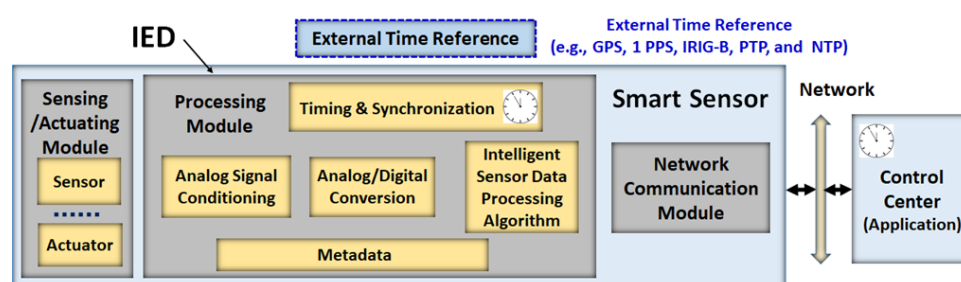 IED
External Time Reference
External Time Reference
(e.g., GPS, 1 PPS, IRIG-B, PTP, and NTP)
Sensing
/Actuating
Module
Sensor
......
Actuator
Processing
Module
Timing & Synchronization
Analog Signal
Conditioning
Analog/Digital
Conversion
Intelligent
Sensor Data
Processing
Algorithm
Metadata
Smart Sensor
Network
Communication
Module
Network
Control
Center
(Application)